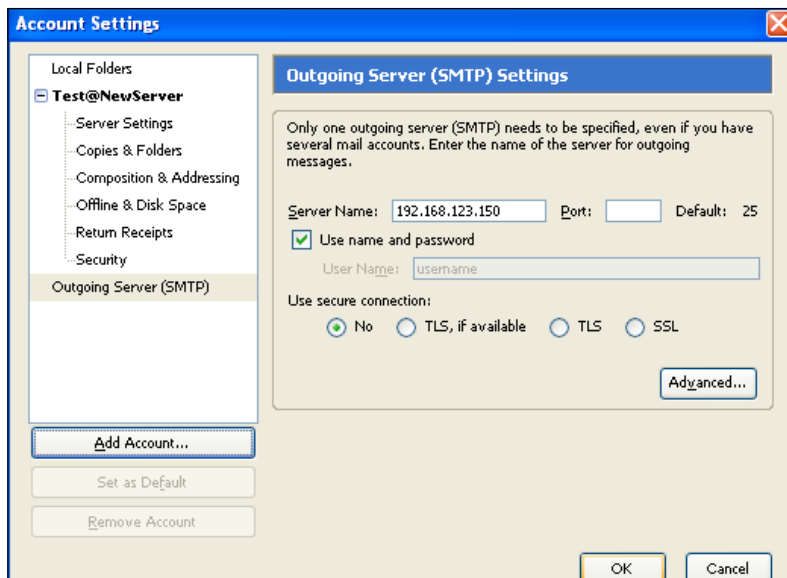 Account Settings
Local Folders
Test@NewServer
Server Settings
Copies & Folders
Composition & Addressing
Offline & Disk Space
Return Receipts
Security
Outgoing Server (SMTP)
Add Account...
Set as Default
Remove Account
Outgoing Server (SMTP) Settings
Only one outgoing server (SMTP) needs to be specified, even if you have
several mail accounts. Enter the name of the server for outgoing
messages.
Server Name: 192.168.123.150 Port: Default: 25
Use name and password
User Name: username
Use secure connection:
No TLS, if available TLS SSL
Advanced...
OK Cancel